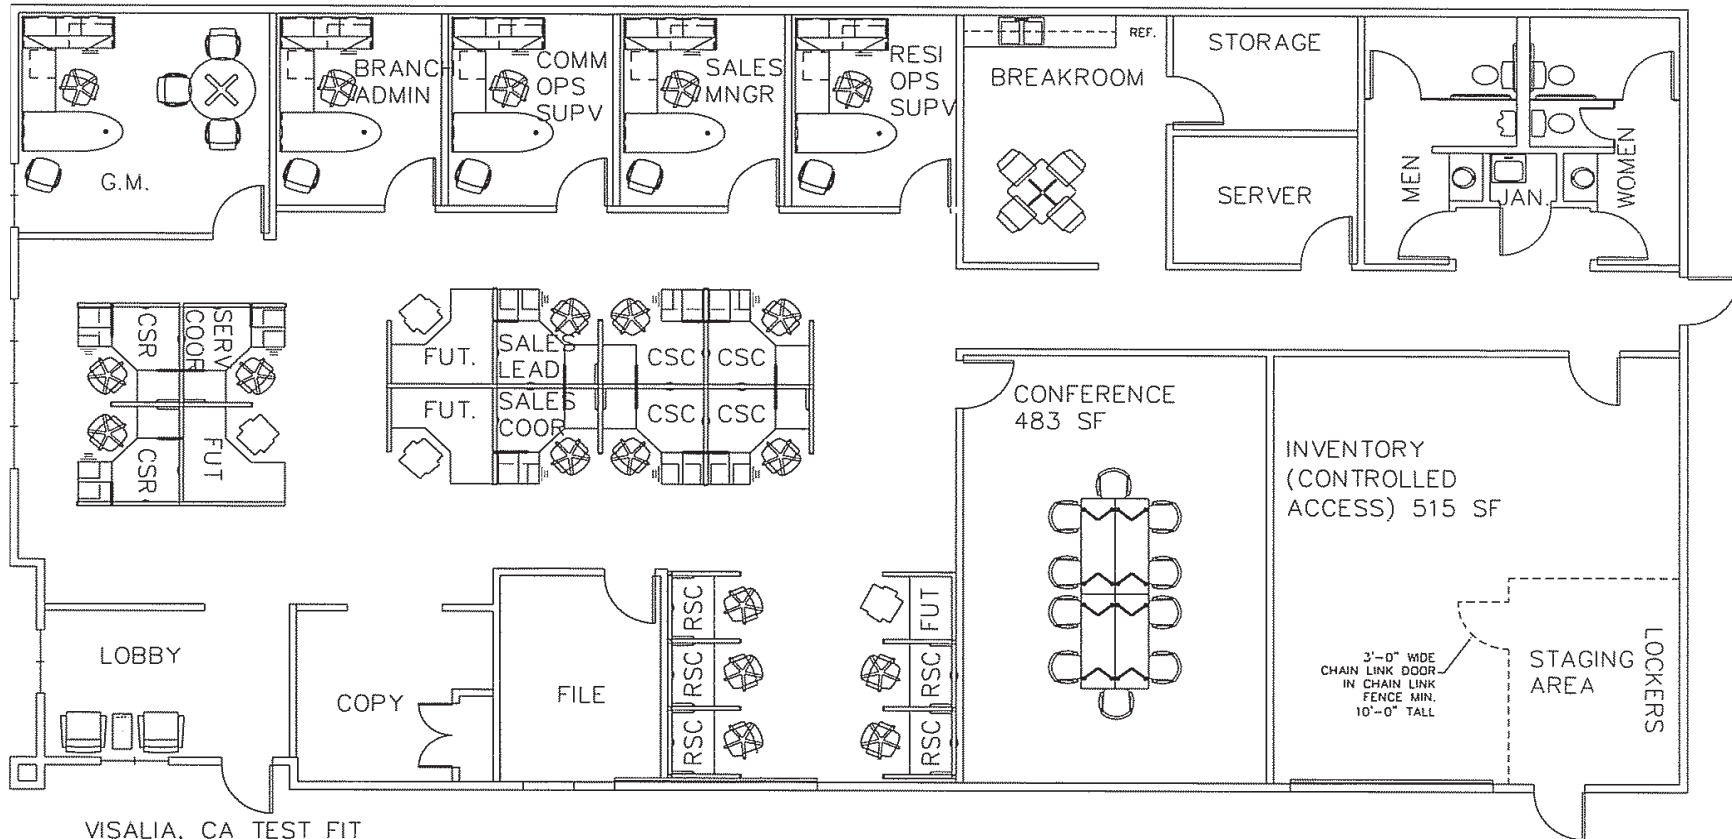 REF.
STORAGE
BRANCH
ADMIN
COMM
OPS
SUPV
SALES
MNGR
RESI
OPS
SUPV
BREAKROOM
G.M.
SERVER
MEN
JAN.
WOMEN
CSR
SERV
COOR
FUT.
SALES
LEAD
CSC
CSC
FUT.
SALES
COOR
CSC
CSC
CSR
FUT
CONFERENCE
483 SF
INVENTORY
(CONTROLLED
ACCESS) 515 SF
LOBBY
COPY
FILE
RSC
FUT
RSC
RSC
RSC
RSC
3'-0" WIDE
CHAIN LINK DOOR
IN CHAIN LINK
FENCE MIN.
10'-0" TALL
STAGING
AREA
LOCKERS
VISALIA, CA TEST FIT